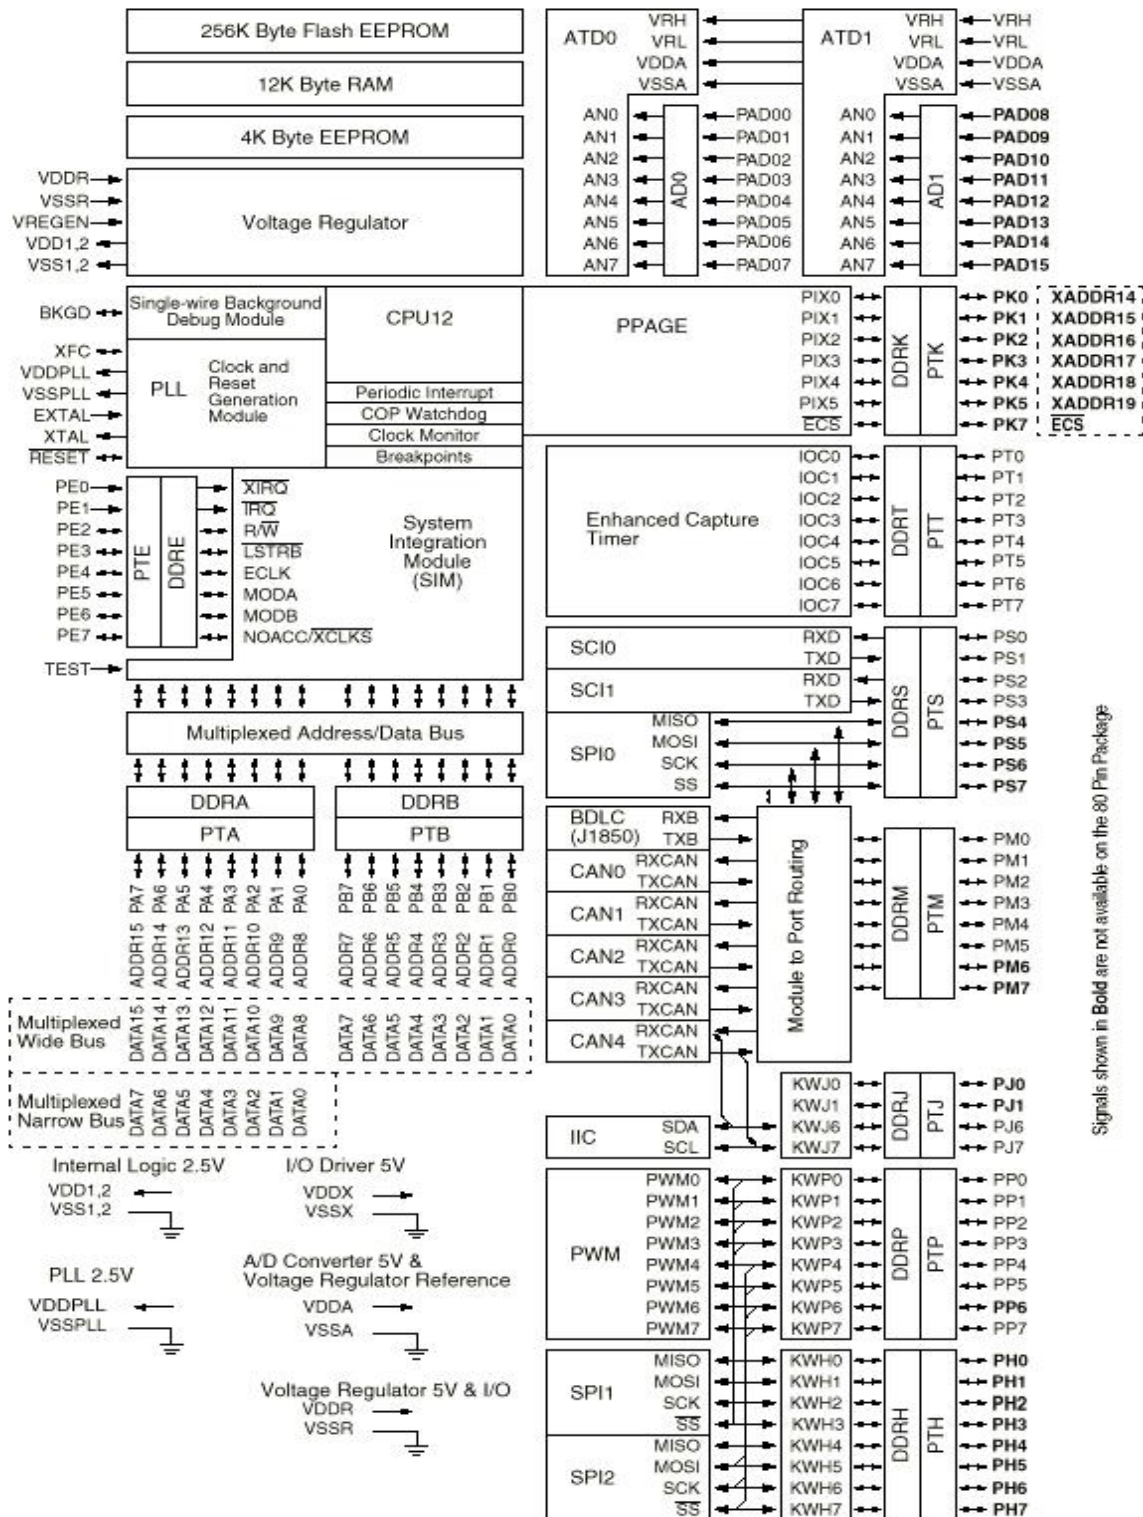 256K Byte Flash EEPROM
12K Byte RAM
4K Byte EEPROM
VDDR
VSSR
VREGEN
VDD1,2
VSS1,2
Voltage Regulator
ATD0
VRH
VRL
VDDA
VSSA
AN0
AN1
AN2
AN3
AN4
AN5
AN6
AN7
AD0
PAD00
PAD01
PAD02
PAD03
PAD04
PAD05
PAD06
PAD07
ATD1
VRH
VRL
VDDA
VSSA
VRH
VRL
VDDA
VSSA
AN0
AN1
AN2
AN3
AN4
AN5
AN6
AN7
AD1
PAD08
PAD09
PAD10
PAD11
PAD12
PAD13
PAD14
PAD15
BKGD
XFC
VDDPLL
VSSPLL
EXTAL
XTAL
RESET
Single-wire Background
Debug Module
CPU12
PLL
Clock and
Reset
Generation
Module
Periodic Interrupt
COP Watchdog
Clock Monitor
Breakpoints
PPAGE
PIX0
PIX1
PIX2
PIX3
PIX4
PIX5
ECS
DDRK
PTK
PK0 XADDR14
PK1 XADDR15
PK2 XADDR16
PK3 XADDR17
PK4 XADDR18
PK5 XADDR19
PK7 ECS
PE0
PE1
PE2
PE3
PE4
PE5
PE6
PE7
TEST
PTE
DDRE
XIRQ
IRQ
R/W
LSTRB
ECLK
MODA
MODB
NOACC/XCLKS
System
Integration
Module
(SIM)
Enhanced Capture
Timer
IOC0
IOC1
IOC2
IOC3
IOC4
IOC5
IOC6
IOC7
DDRT
PTT
PT0
PT1
PT2
PT3
PT4
PT5
PT6
PT7
SCI0
RXD
TXD
SCI1
RXD
TXD
SPI0
MISO
MOSI
SCK
SS
DDRS
PTS
PS0
PS1
PS2
PS3
PS4
PS5
PS6
PS7
Multiplexed Address/Data Bus
DDRA
PTA
DDRB
PTB
PA7
PA6
PA5
PA4
PA3
PA2
PA1
PA0
PB7
PB6
PB5
PB4
PB3
PB2
PB1
PB0
ADDR15
ADDR14
ADDR13
ADDR12
ADDR11
ADDR10
ADDR9
ADDR8
ADDR7
ADDR6
ADDR5
ADDR4
ADDR3
ADDR2
ADDR1
ADDR0
Multiplexed
Wide Bus
DATA15
DATA14
DATA13
DATA12
DATA11
DATA10
DATA9
DATA8
DATA7
DATA6
DATA5
DATA4
DATA3
DATA2
DATA1
DATA0
Multiplexed
Narrow Bus
DATA7
DATA6
DATA5
DATA4
DATA3
DATA2
DATA1
DATA0
BDLC
(J1850)
RXB
TXB
CAN0
RXCAN
TXCAN
CAN1
RXCAN
TXCAN
CAN2
RXCAN
TXCAN
CAN3
RXCAN
TXCAN
CAN4
RXCAN
TXCAN
Module to Port Routing
DDRM
PTM
PM0
PM1
PM2
PM3
PM4
PM5
PM6
PM7
Signals shown in Bold are not available on the 80 Pin Package
IIC
SDA
SCL
KWJ0
KWJ1
KWJ6
KWJ7
DDRJ
PTJ
PJ0
PJ1
PJ6
PJ7
Internal Logic 2.5V
VDD1,2
VSS1,2
I/O Driver 5V
VDDX
VSSX
PLL 2.5V
VDDPLL
VSSPLL
A/D Converter 5V &
Voltage Regulator Reference
VDDA
VSSA
Voltage Regulator 5V & I/O
VDDR
VSSR
PWM
PWM0
PWM1
PWM2
PWM3
PWM4
PWM5
PWM6
PWM7
KWP0
KWP1
KWP2
KWP3
KWP4
KWP5
KWP6
KWP7
DDRP
PTP
PP0
PP1
PP2
PP3
PP4
PP5
PP6
PP7
SPI1
MISO
MOSI
SCK
SS
SPI2
MISO
MOSI
SCK
SS
KWH0
KWH1
KWH2
KWH3
KWH4
KWH5
KWH6
KWH7
DDRH
PTH
PH0
PH1
PH2
PH3
PH4
PH5
PH6
PH7